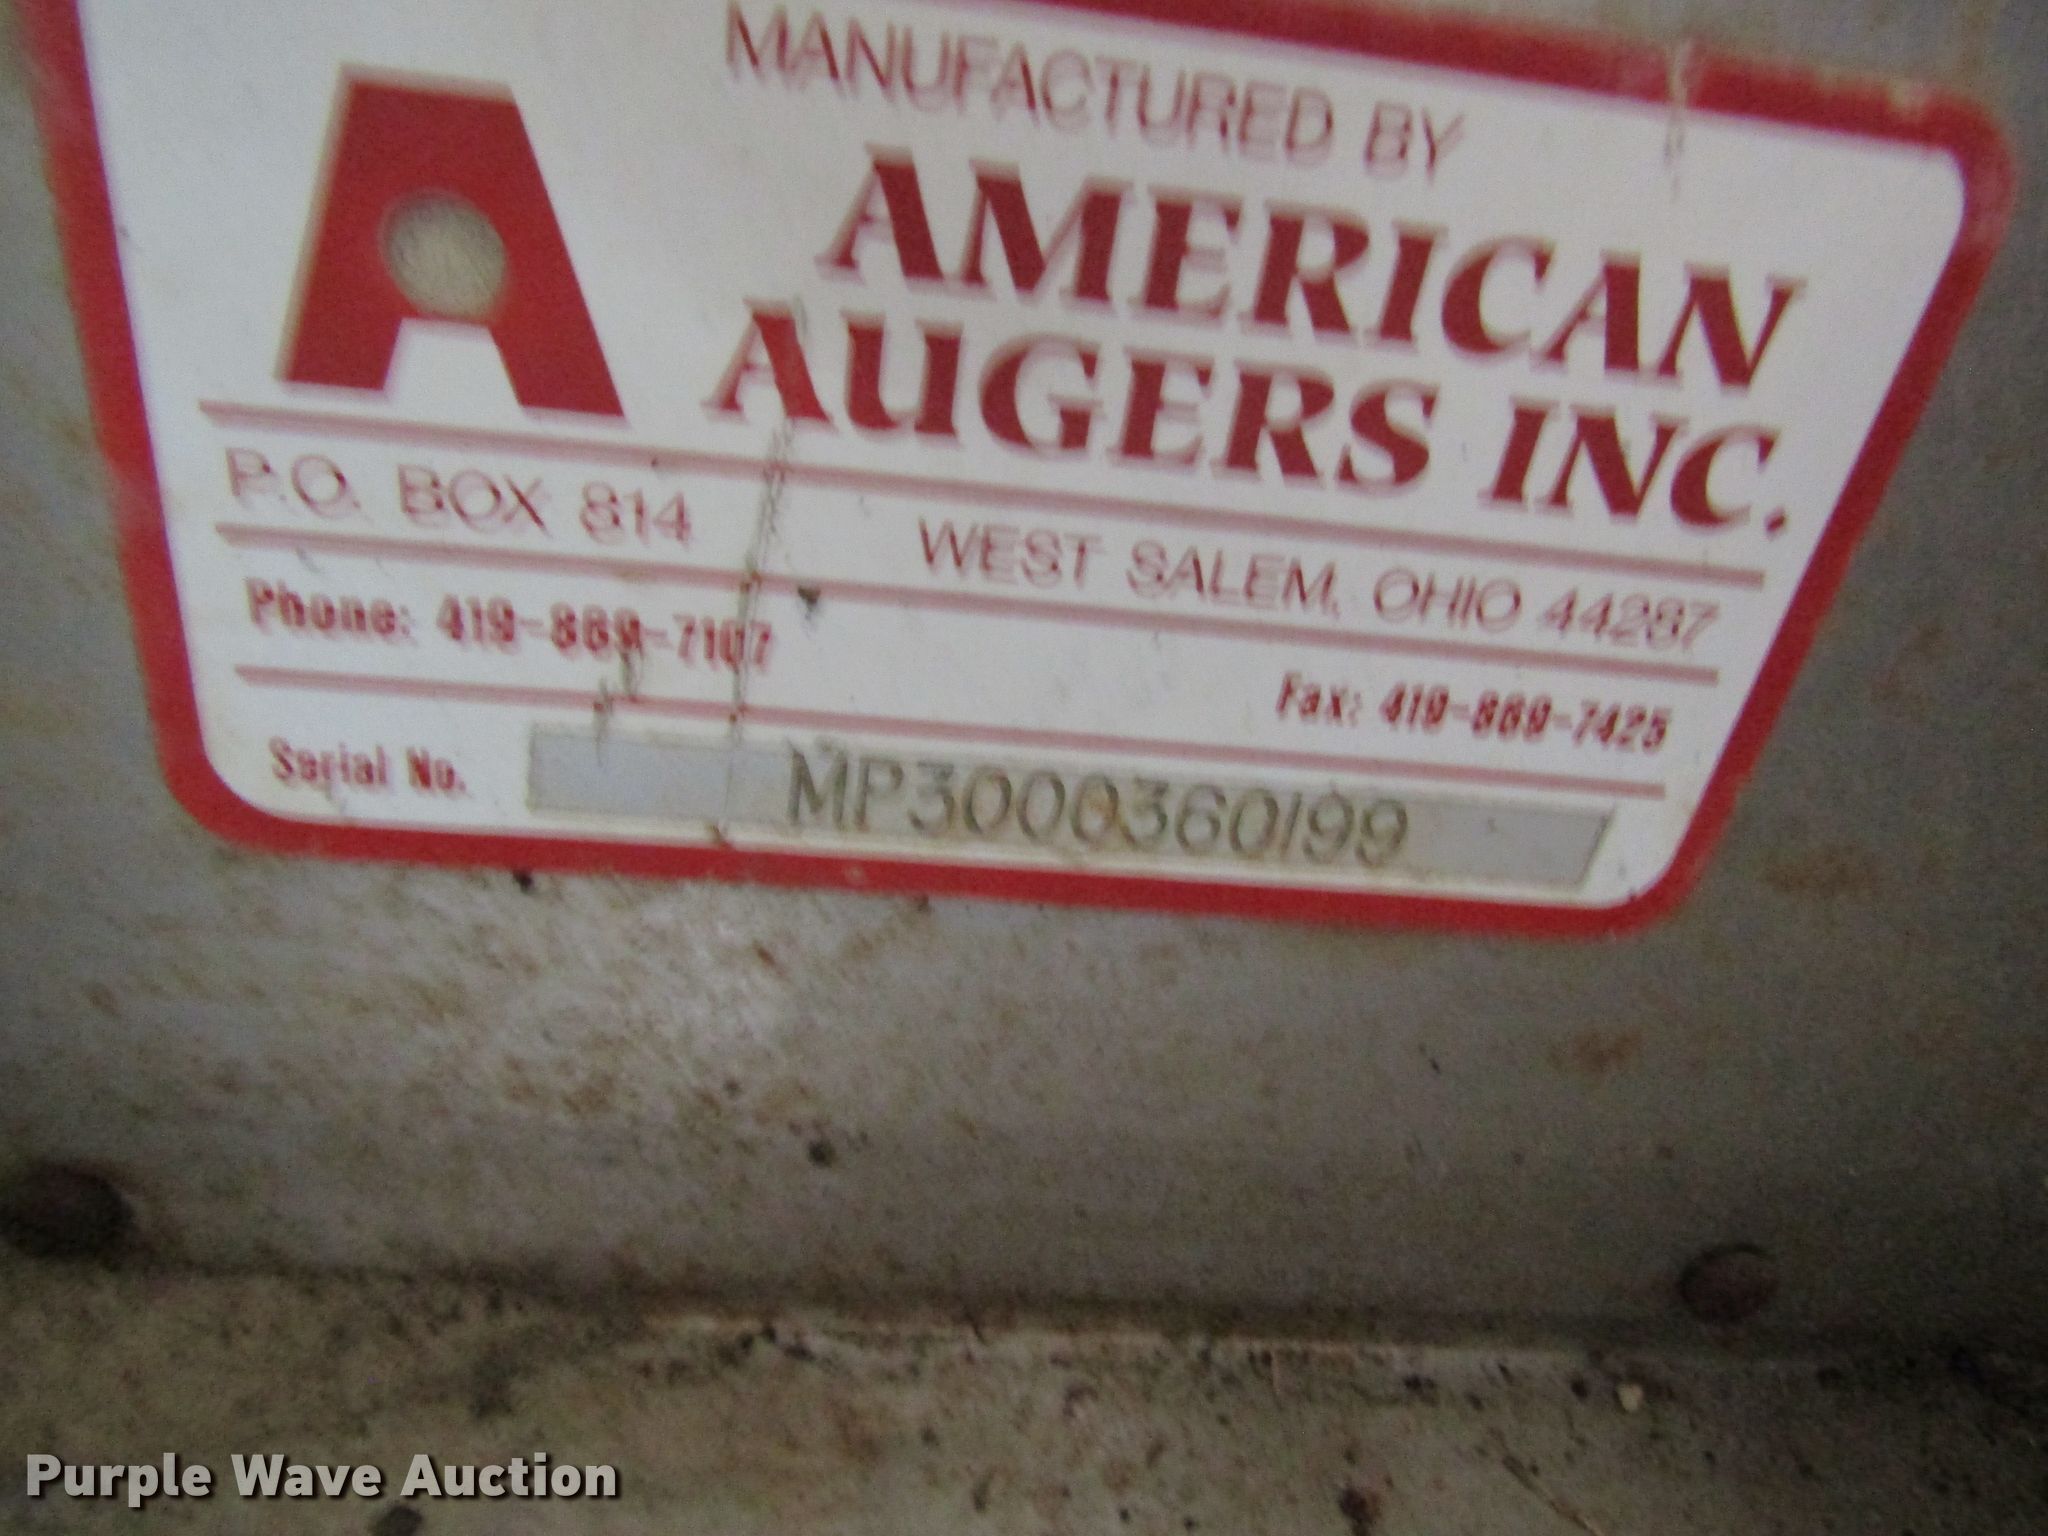 MANUFACTURED BY
A
AMERICAN
AUGERS INC.
P.O. BOX 814 WEST SALEM, OHIO 44287
Phone: 419-869-7107 Fax: 419-869-7425
Serial No. MP3000360199
Purple Wave Auction